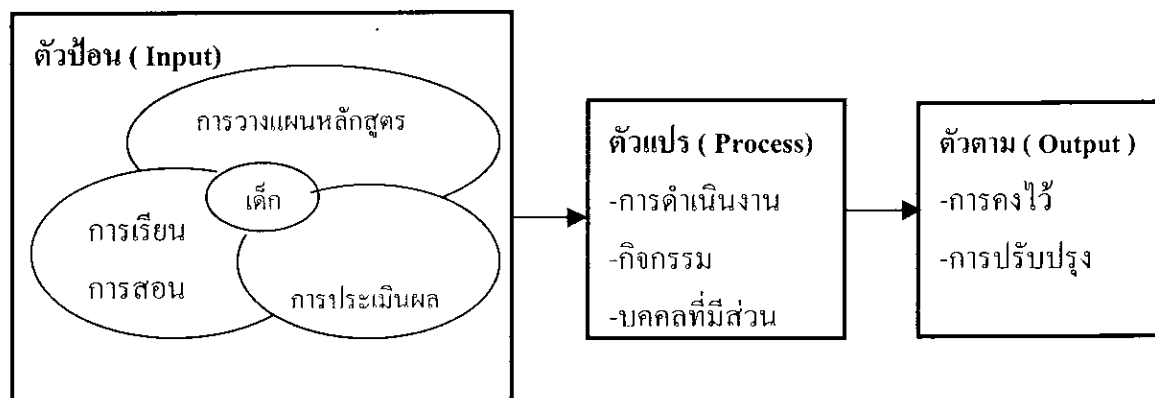 ตัวป้อน ( Input)
การวางแผนหลักสูตร
เด็ก
การเรียน
การสอน
การประเมินผล
ตัวแปร ( Process)
-การดำเนินงาน
-กิจกรรม
-บคคลที่มีส่วน
ตัวตาม ( Output )
-การคงไว้
-การปรับปรุง